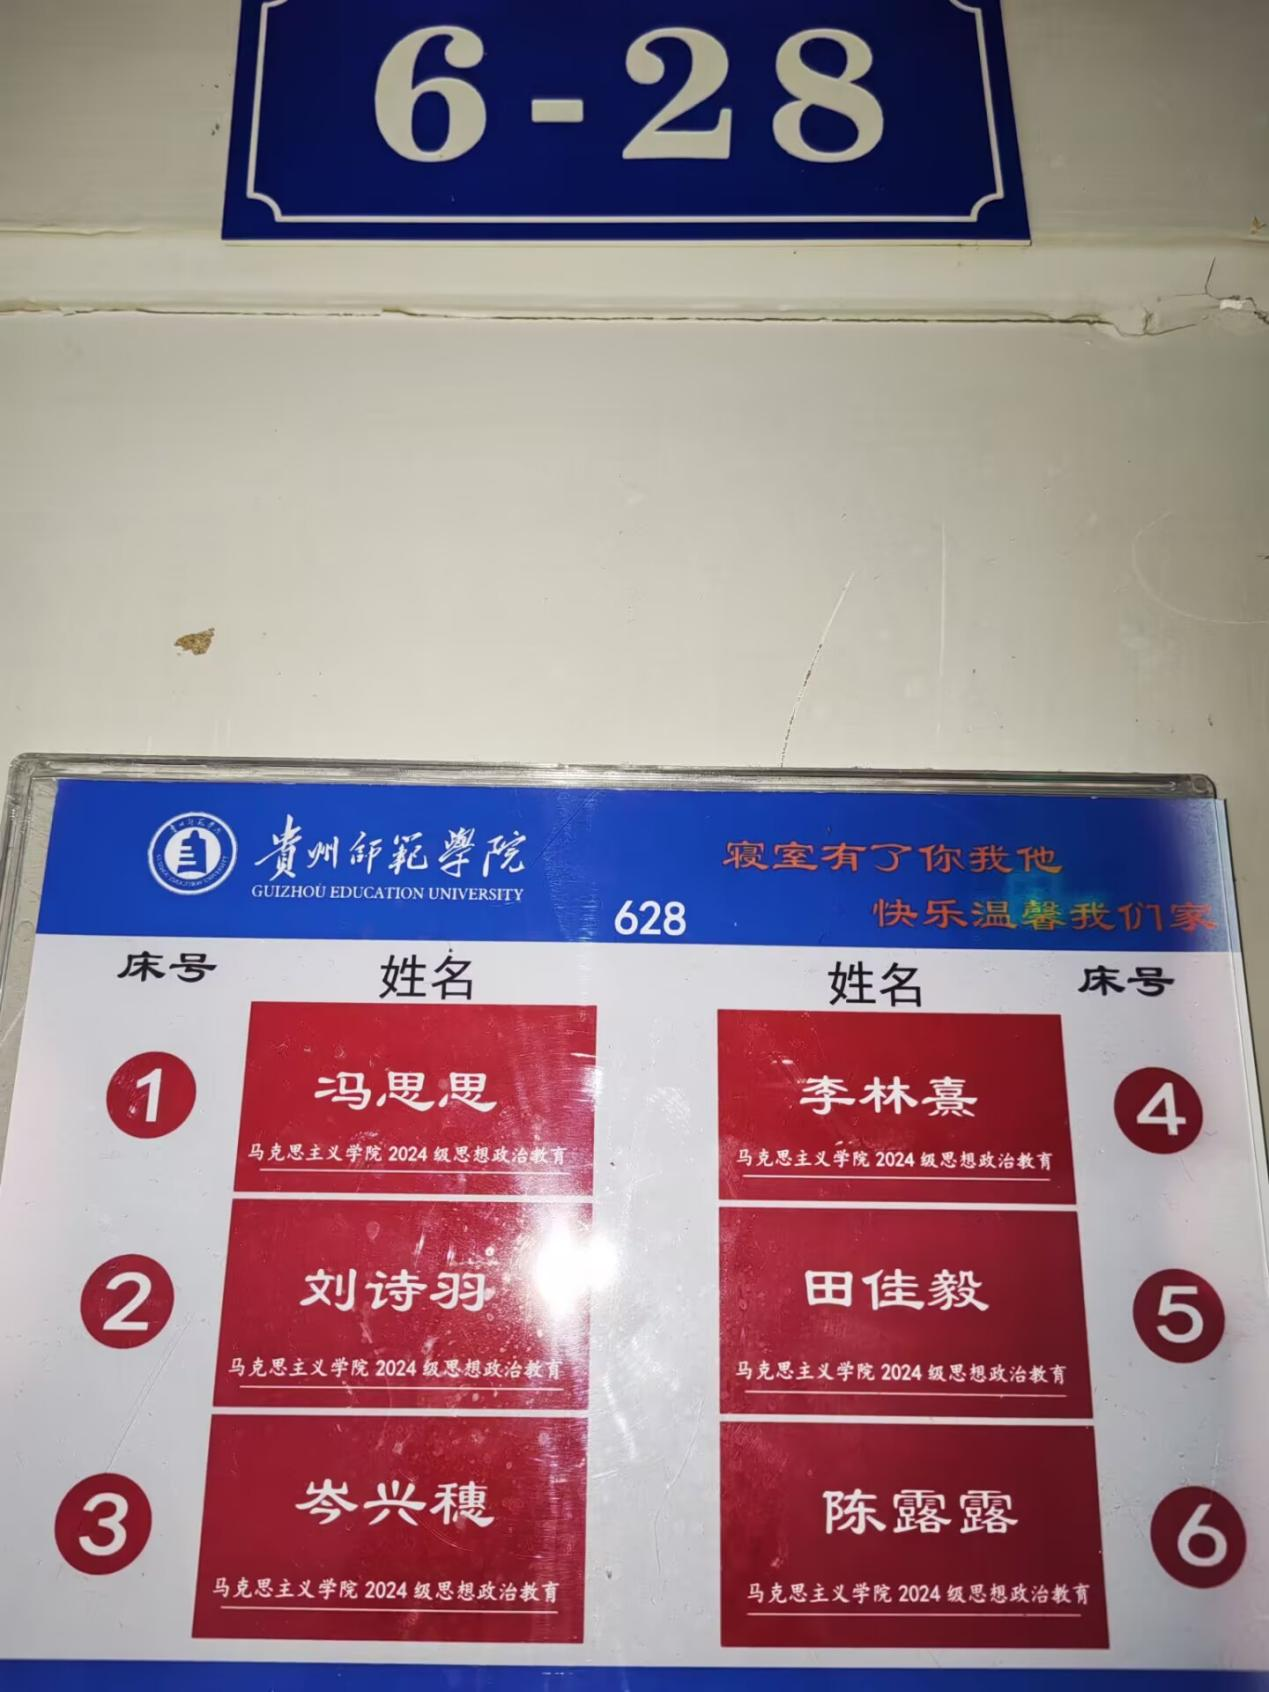 6-28
貴州師範學院
GUIZHOU EDUCATION UNIVERSITY
628
寝室有了你我他
快乐温馨我们家
床号 姓名 姓名 床号
1 冯思思
马克思主义学院 2024 级思想政治教育
李林熹 4
马克思主义学院 2024 级思想政治教育
2 刘诗羽
马克思主义学院 2024 级思想政治教育
田佳毅 5
马克思主义学院 2024 级思想政治教育
3 岑兴穗
马克思主义学院 2024 级思想政治教育
陈露露 6
马克思主义学院 2024 级思想政治教育